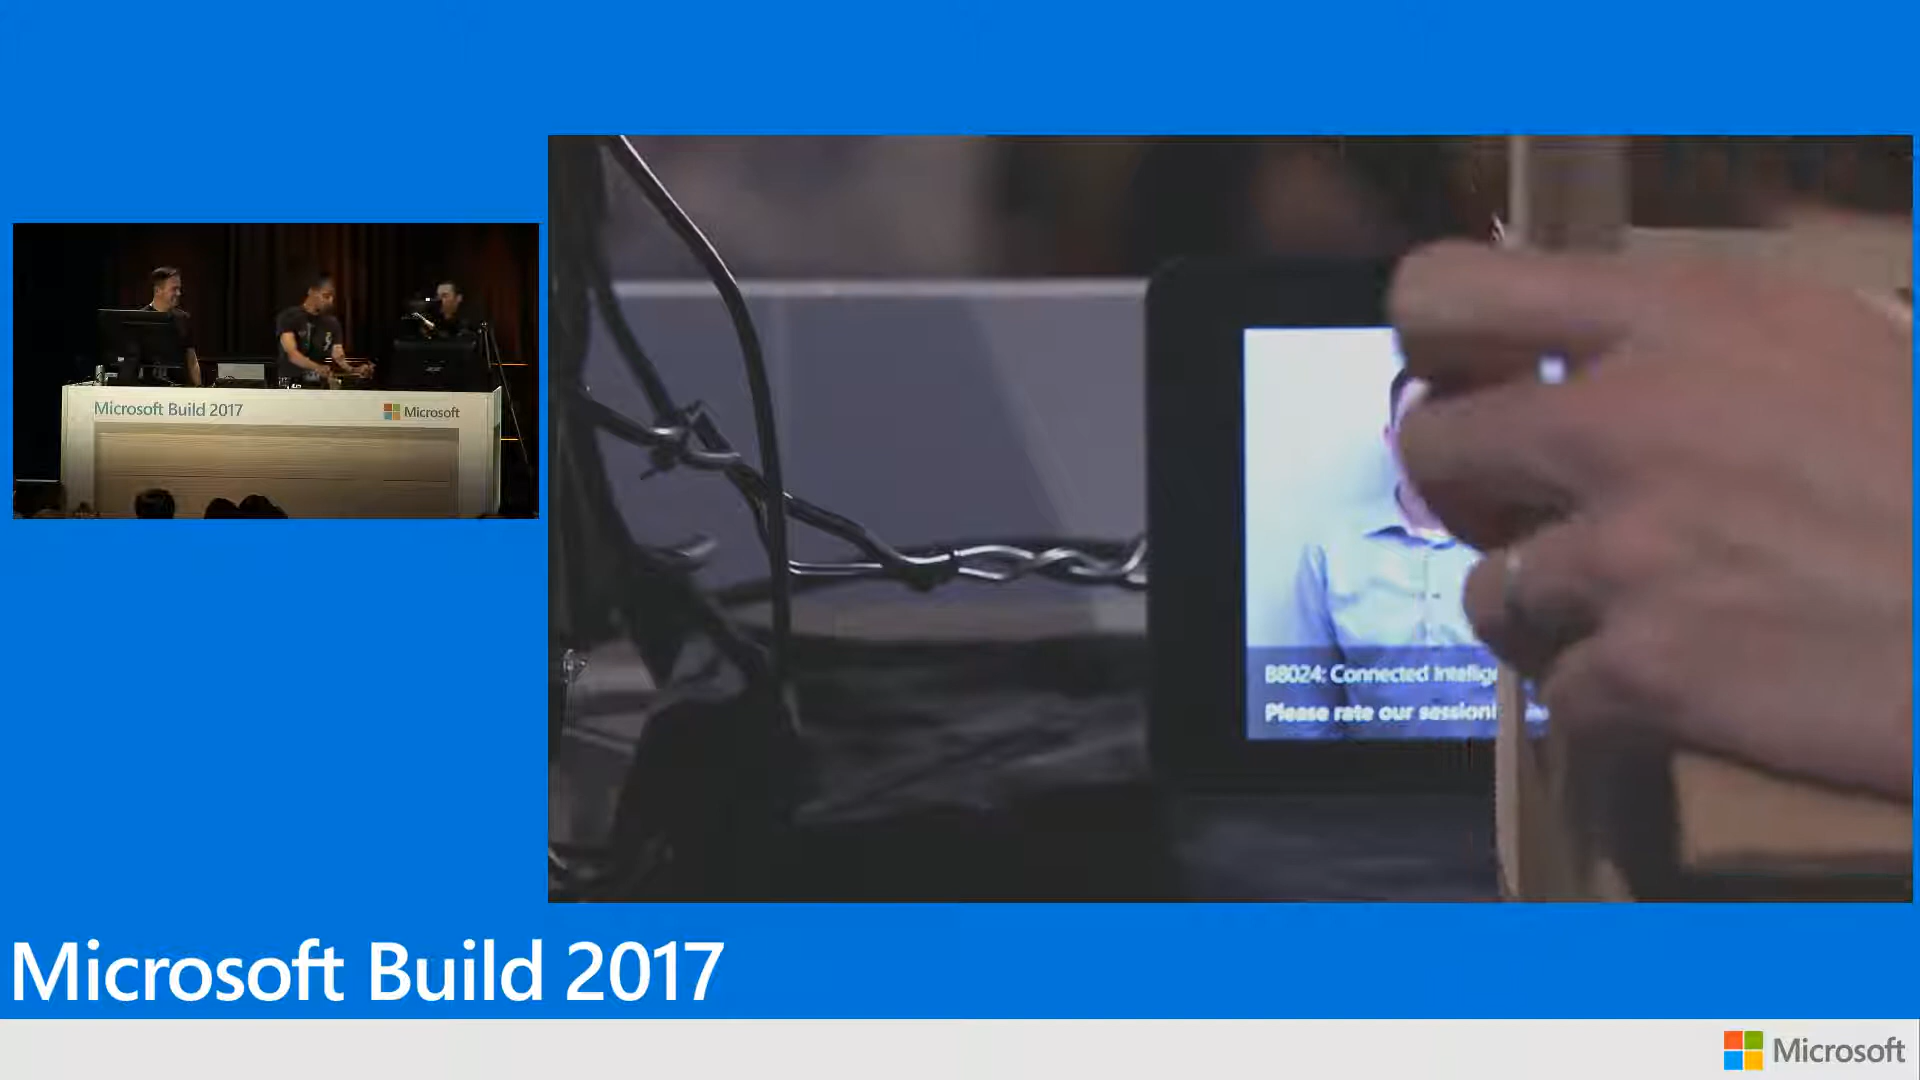 Microsoft Build 2017
Microsoft
B8024: Connected
Please rate our session!
Microsoft Build 2017
Microsoft